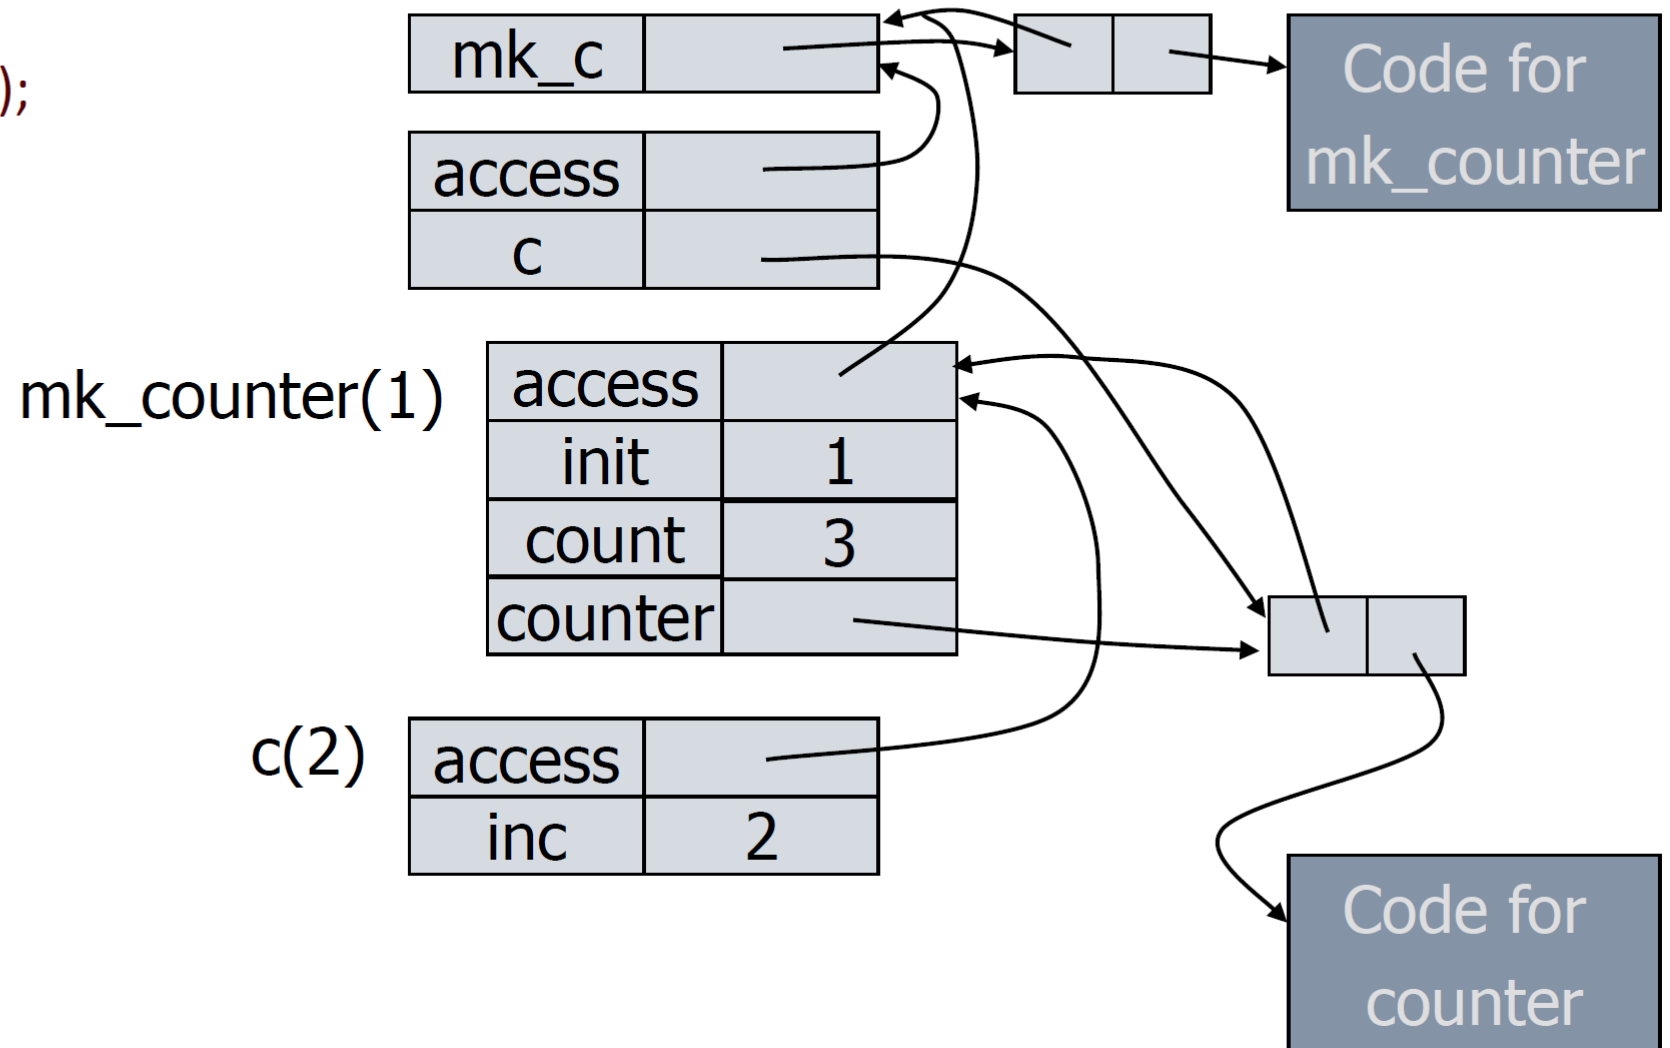 );
mk_c
access
c
mk_counter(1)
access
init 1
count 3
counter
c(2)
access
inc 2
Code for
mk_counter
Code for
counter